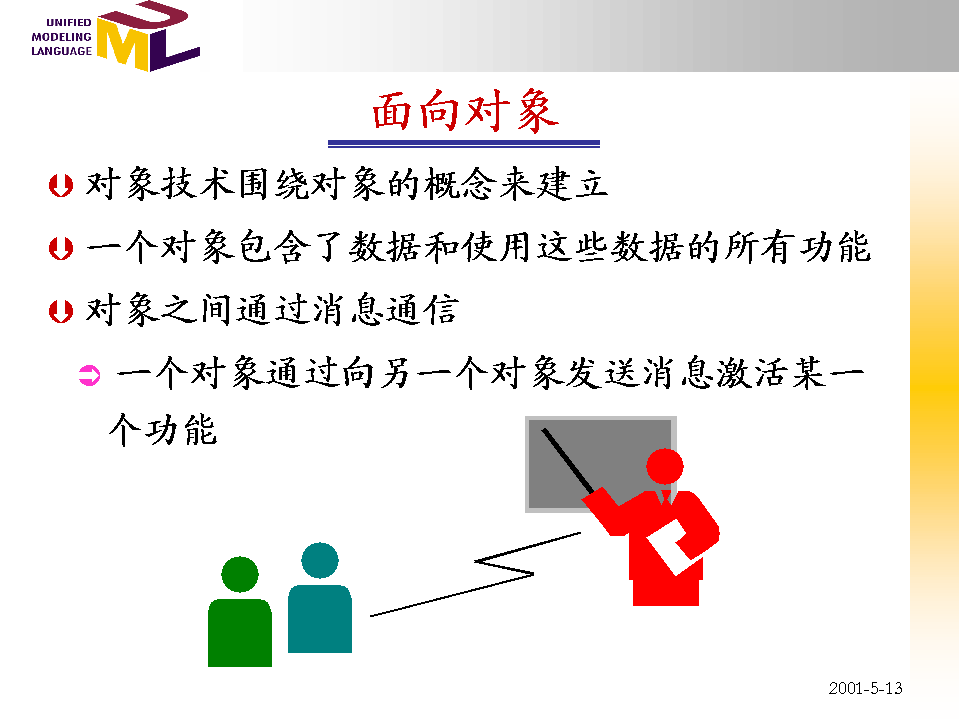 UNIFIED
MODELING
LANGUAGE
UML
面向对象
对象技术围绕对象的概念来建立
一个对象包含了数据和使用这些数据的所有功能
对象之间通过消息通信
一个对象通过向另一个对象发送消息激活某一
个功能
2001-5-13